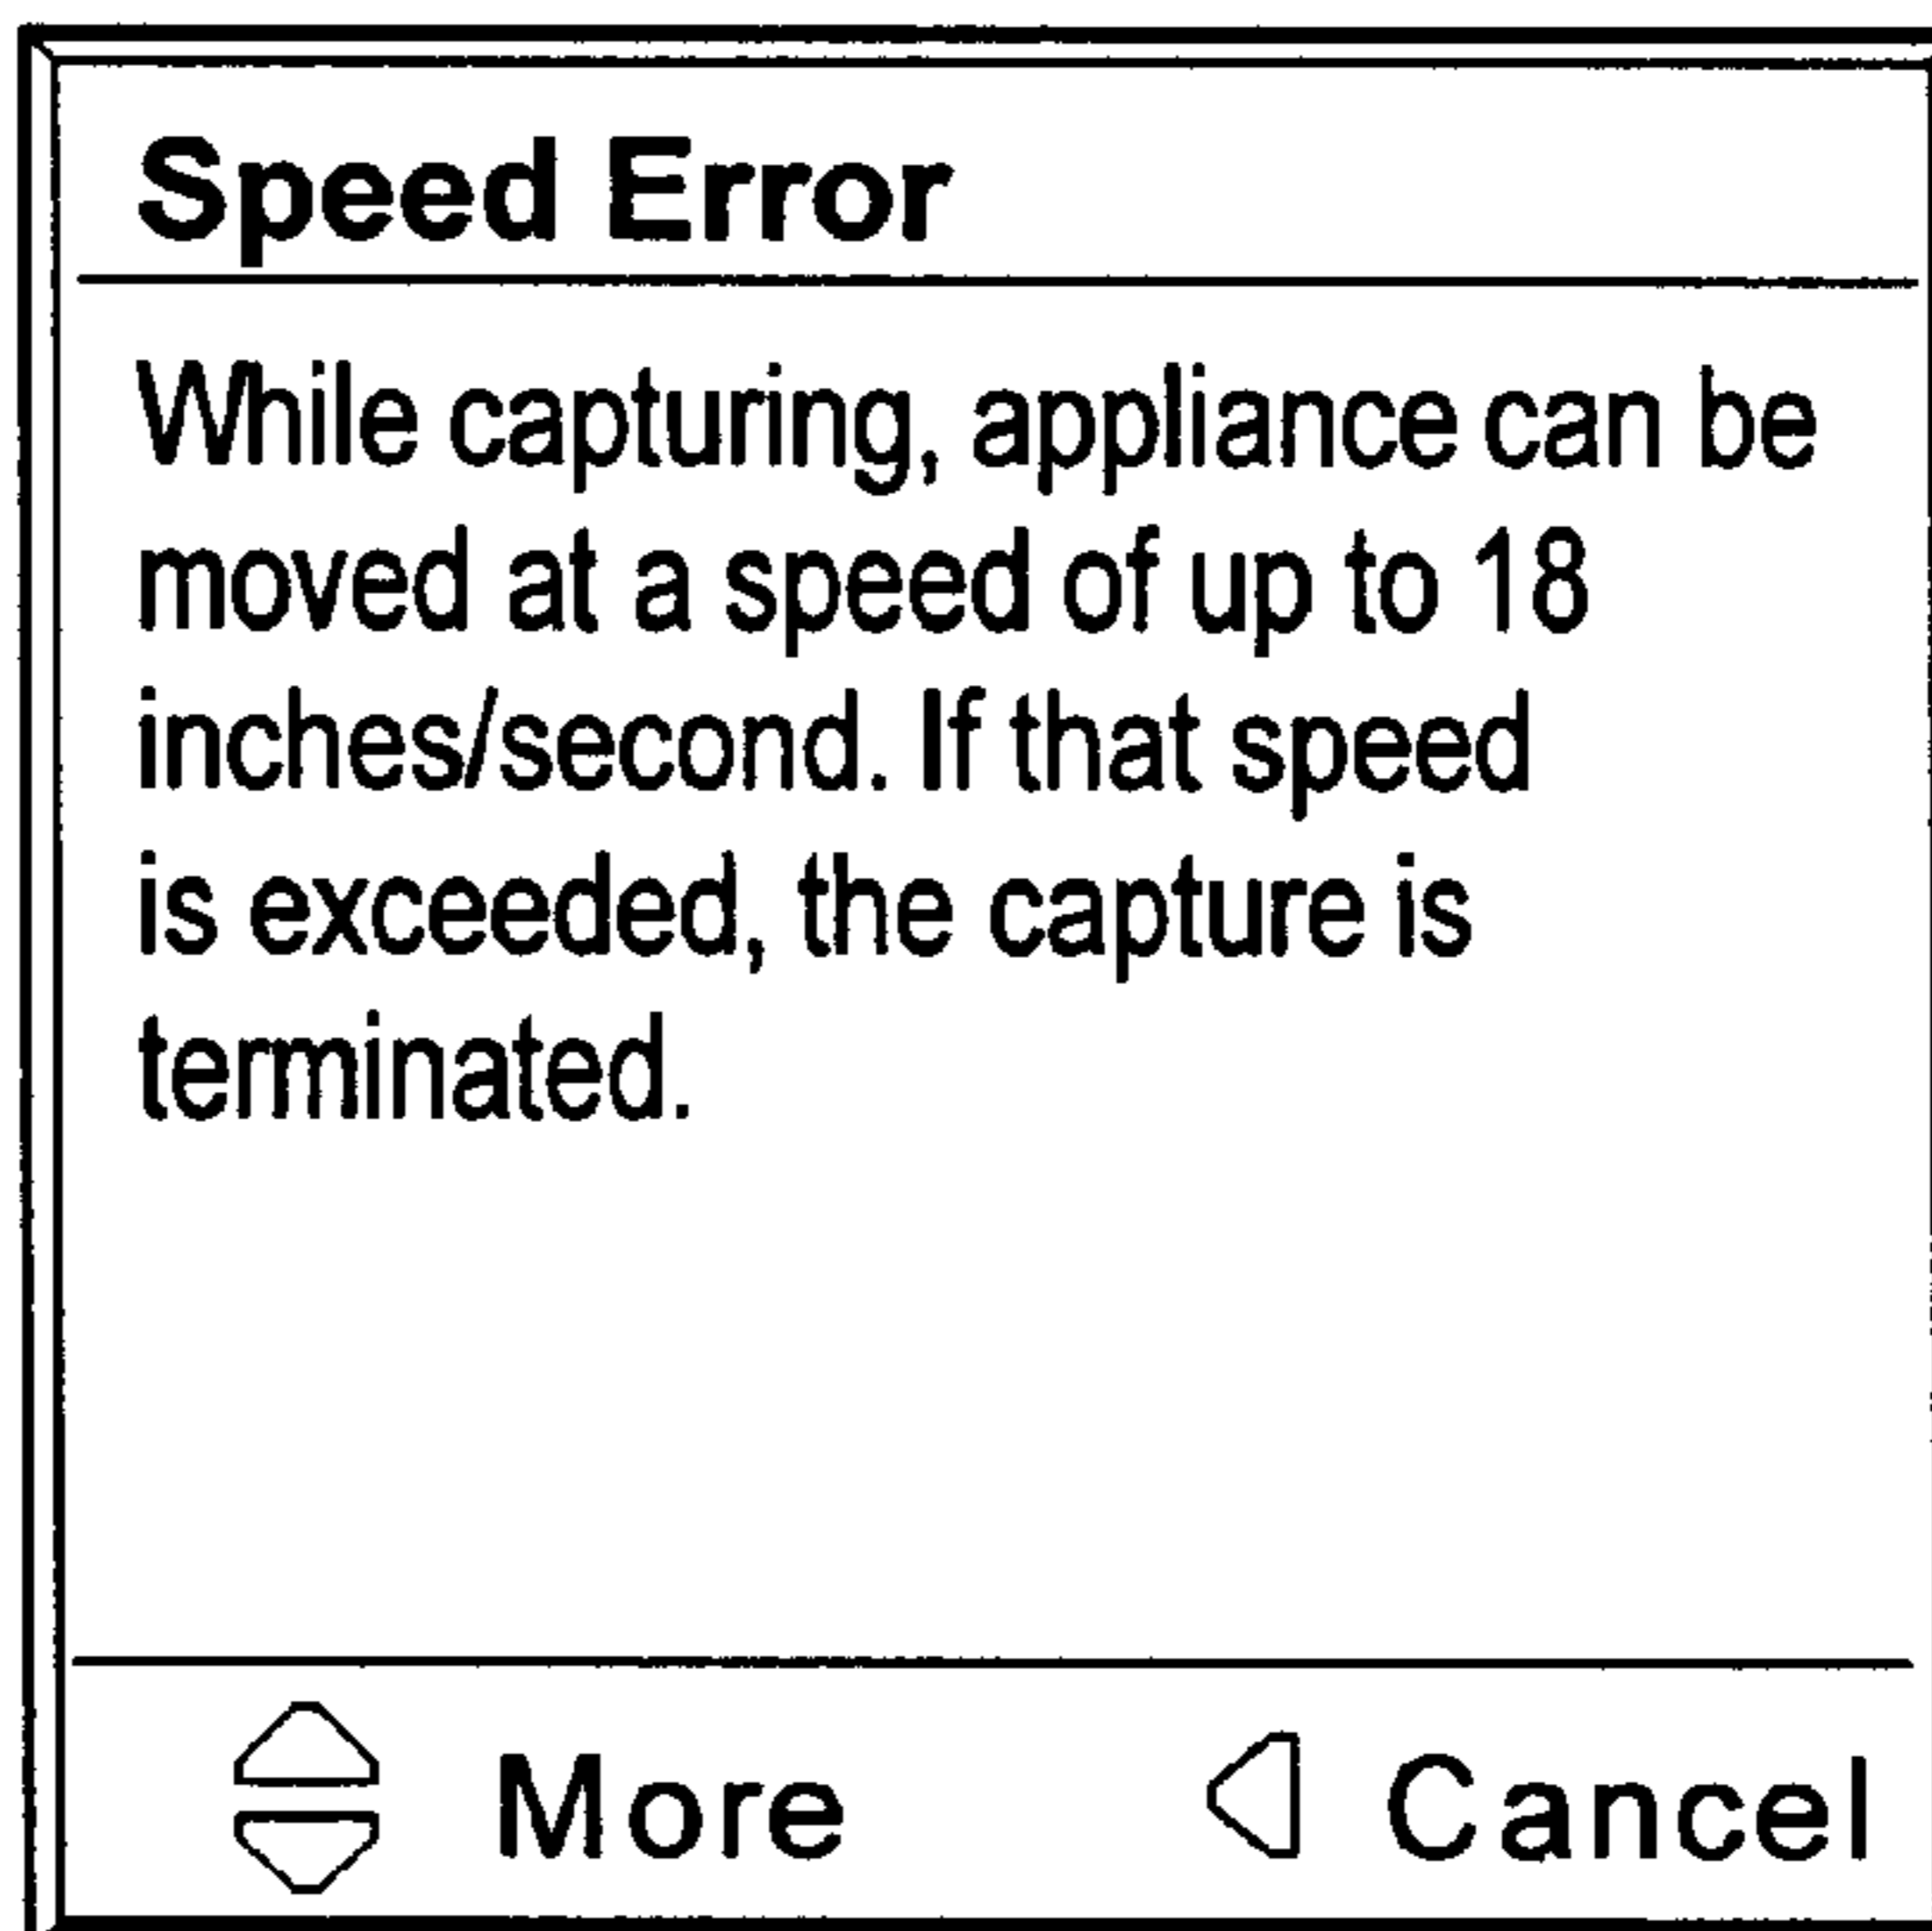 Speed Error
While capturing, appliance can be
moved at a speed of up to 18
inches/second. If that speed
is exceeded, the capture is
terminated.
More Cancel